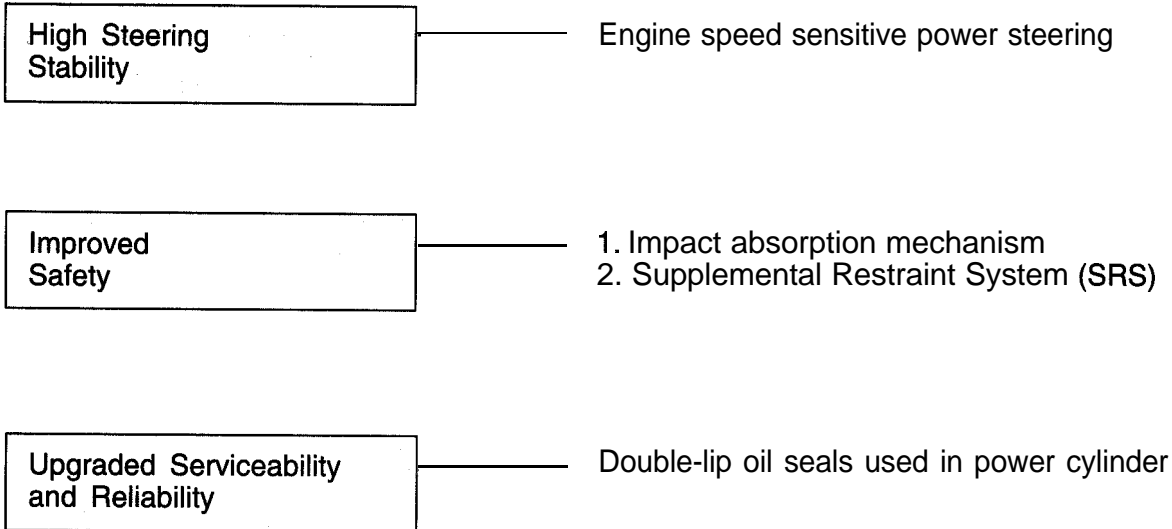 High Steering
Stability
Engine speed sensitive power steering
Improved
Safety
1. Impact absorption mechanism
2. Supplemental Restraint System (SRS)
Upgraded Serviceability
and Reliability
Double-lip oil seals used in power cylinder